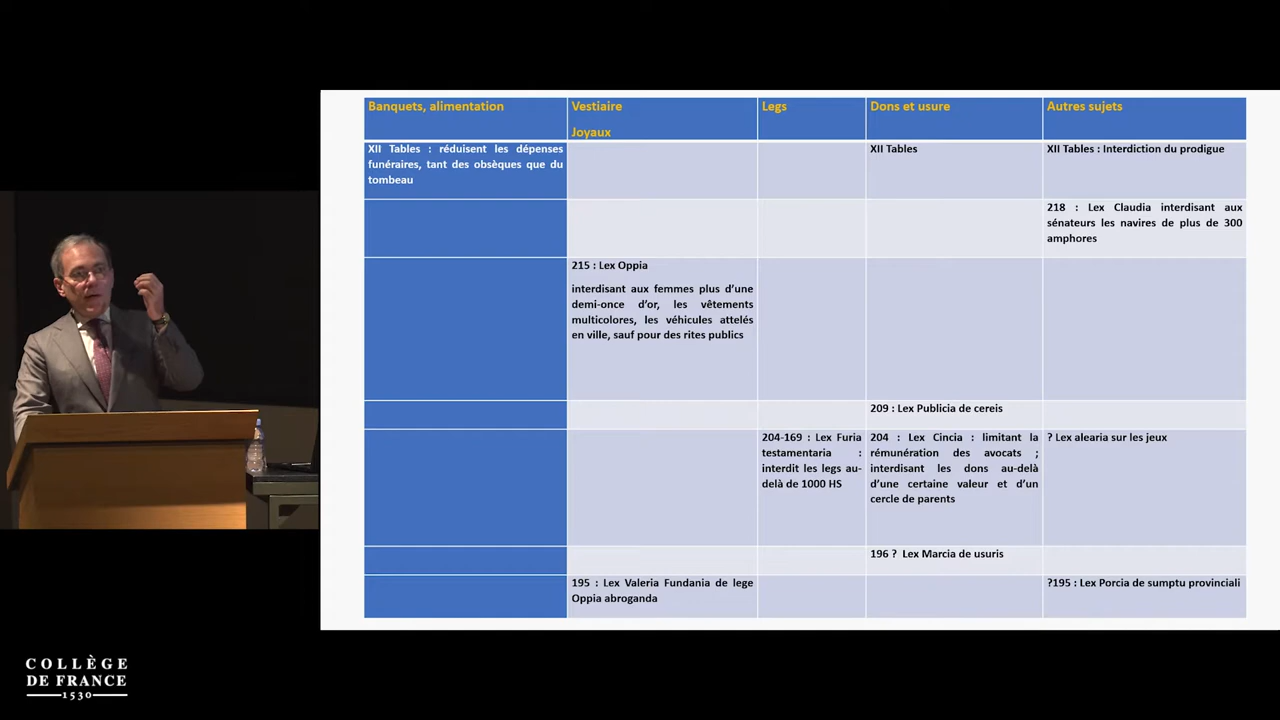 Banquets, alimentation
Vestiaire
Joyaux
Legs
Dons et usure
Autres sujets
XII Tables : réduisent les dépenses
funéraires, tant des obsèques que du
tombeau
XII Tables
XII Tables : Interdiction du prodigue
218 : Lex Claudia interdisant aux
sénateurs les navires de plus de 300
amphores
215 : Lex Oppia
interdisant aux femmes plus d'une
demi-once d'or, les vêtements
multicolores, les véhicules attelés
en ville, sauf pour des rites publics
209 : Lex Publicia de cereis
204-169 : Lex Furia
testamentaria :
interdit les legs au-
delà de 1000 HS
204 : Lex Cincia : limitant la
rémunération des avocats ;
interdisant les dons au-delà
d'une certaine valeur et d'un
cercle de parents
? Lex alearia sur les jeux
196 ? Lex Marcia de usuris
195 : Lex Valeria Fundania de lege
Oppia abroganda
?195 : Lex Porcia de sumptu provinciali
COLLÈGE
DE FRANCE
1530